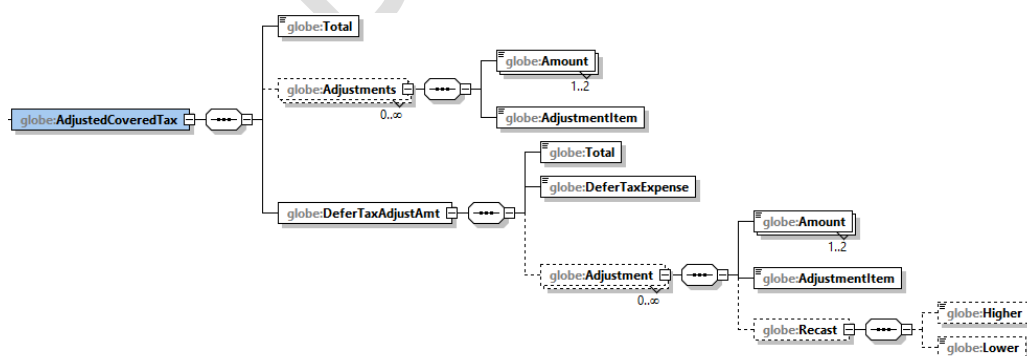 globe:Total
globe:Amount
1..2
globe:Adjustments
0..∞
globe:AdjustmentItem
globe:AdjustedCoveredTax
globe:Total
globe:DeferTaxExpense
globe:DeferTaxAdjustAmt
globe:Amount
1..2
globe:Adjustment
0..∞
globe:AdjustmentItem
globe:Recast
globe:Higher
globe:Lower